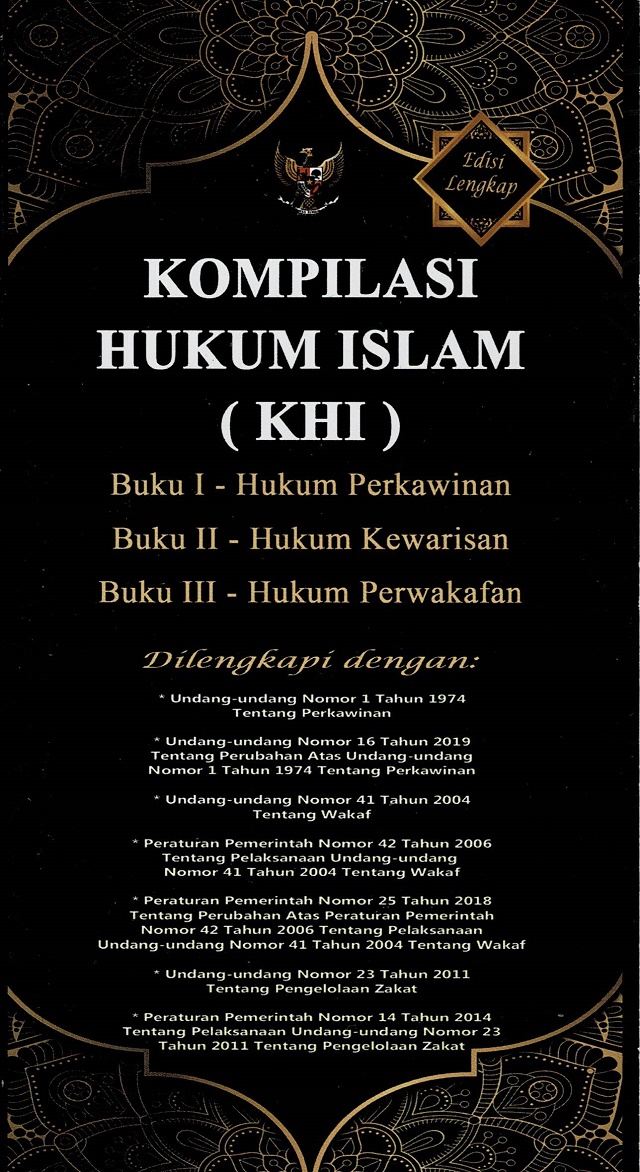 Edisi
Lengkap
KOMPILASI
HUKUM ISLAM
( KHI )
Buku I - Hukum Perkawinan
Buku II - Hukum Kewarisan
Buku III - Hukum Perwakafan
Dilengkapi dengan:
* Undang-undang Nomor 1 Tahun 1974
Tentang Perkawinan
* Undang-undang Nomor 16 Tahun 2019
Tentang Perubahan Atas Undang-undang
Nomor 1 Tahun 1974 Tentang Perkawinan
* Undang-undang Nomor 41 Tahun 2004
Tentang Wakaf
* Peraturan Pemerintah Nomor 42 Tahun 2006
Tentang Pelaksanaan Undang-undang
Nomor 41 Tahun 2004 Tentang Wakaf
* Peraturan Pemerintah Nomor 25 Tahun 2018
Tentang Perubahan Atas Peraturan Pemerintah
Nomor 42 Tahun 2006 Tentang Pelaksanaan
Undang-undang Nomor 41 Tahun 2004 Tentang Wakaf
* Undang-undang Nomor 23 Tahun 2011
Tentang Pengelolaan Zakat
* Peraturan Pemerintah Nomor 14 Tahun 2014
Tentang Pelaksanaan Undang-undang Nomor 23
Tahun 2011 Tentang Pengelolaan Zakat